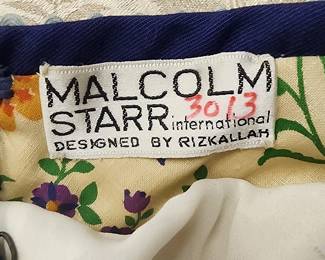 MALCOLM
3013
STARR international
DESIGNED BY RIZKALLAH